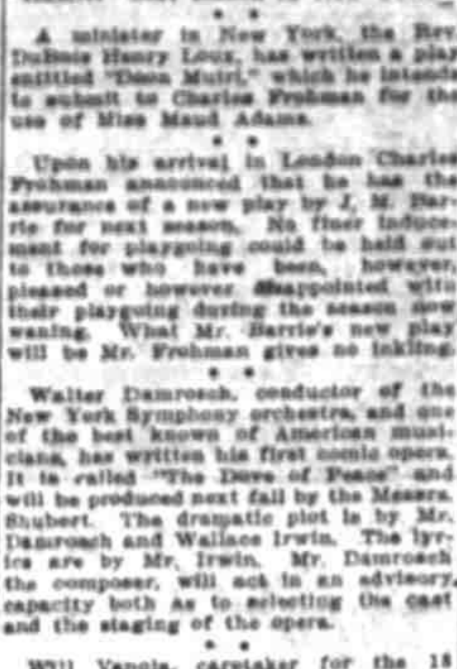 * *
A minister in New York, the Rev.
DuBois Henry Loux, has written a play
entitled "Deon Mutri," which he intends
to submit to Charles Frohman for the
use of Miss Maud Adams.
* *
Upon his arrival in London Charles
Frohman announced that he has the
assurance of a new play by J. M. Bar-
rie for next season. No finer induce-
ment for playgoing could be held out
to those who have been, however,
pleased or however disappointed with
their playgoing during the season now
waning. What Mr. Barrie's new play
will be Mr. Frohman gives no inkling.
* *
Walter Damrosch, conductor of the
New York Symphony orchestra, and one
of the best known of American musi-
cians, has written his first comic opera.
It is called "The Dove of Peace" and
will be produced next fall by the Messrs.
Shubert. The dramatic plot is by Mr.
Damrosch and Wallace Irwin. The lyr-
ics are by Mr. Irwin. Mr. Damrosch
the composer, will act in an advisory
capacity both as to selecting the cast
and the staging of the opera.
* *
Will caretaker for the 18